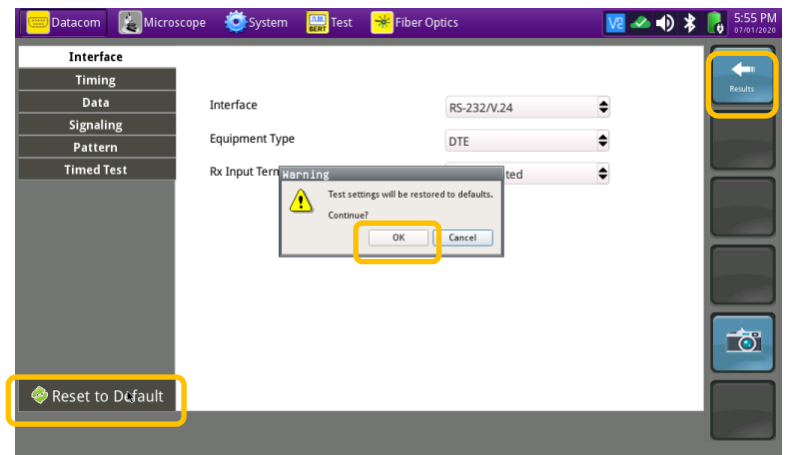 Datacom Microscope System Test Fiber Optics 5:55 PM
07/01/2020
Interface
Timing
Data
Signaling
Pattern
Timed Test
Interface RS-232/V.24
Equipment Type DTE
Rx Input Term ted
Warning
Test settings will be restored to defaults.
Continue?
OK Cancel
Results
Reset to Default